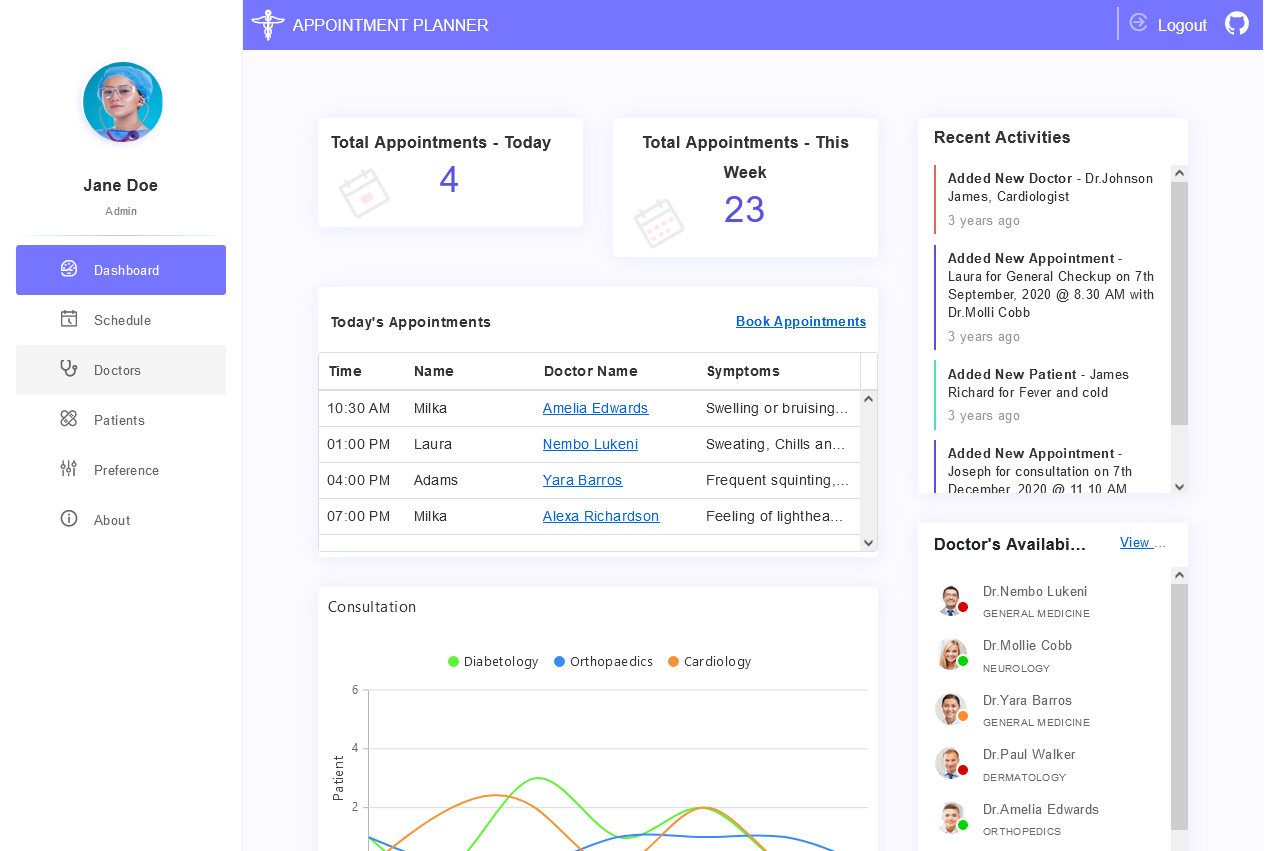 APPOINTMENT PLANNER
Logout
Jane Doe
Admin
Dashboard
Schedule
Doctors
Patients
Preference
About
Total Appointments - Today
4
Total Appointments - This
Week
23
Today's Appointments
Book Appointments
Time Name Doctor Name Symptoms
10:30 AM Milka Amelia Edwards Swelling or bruising...
01:00 PM Laura Nembo Lukeni Sweating, Chills an...
04:00 PM Adams Yara Barros Frequent squinting,...
07:00 PM Milka Alexa Richardson Feeling of lighthea...
Consultation
Diabetology Orthopaedics Cardiology
Patient
6
4
2
Recent Activities
Added New Doctor - Dr.Johnson
James, Cardiologist
3 years ago
Added New Appointment -
Laura for General Checkup on 7th
September, 2020 @ 8.30 AM with
Dr.Molli Cobb
3 years ago
Added New Patient - James
Richard for Fever and cold
3 years ago
Added New Appointment -
Joseph for consultation on 7th
December, 2020 @ 11.10 AM
Doctor's Availabi...
View ...
Dr.Nembo Lukeni
GENERAL MEDICINE
Dr.Mollie Cobb
NEUROLOGY
Dr.Yara Barros
GENERAL MEDICINE
Dr.Paul Walker
DERMATOLOGY
Dr.Amelia Edwards
ORTHOPEDICS